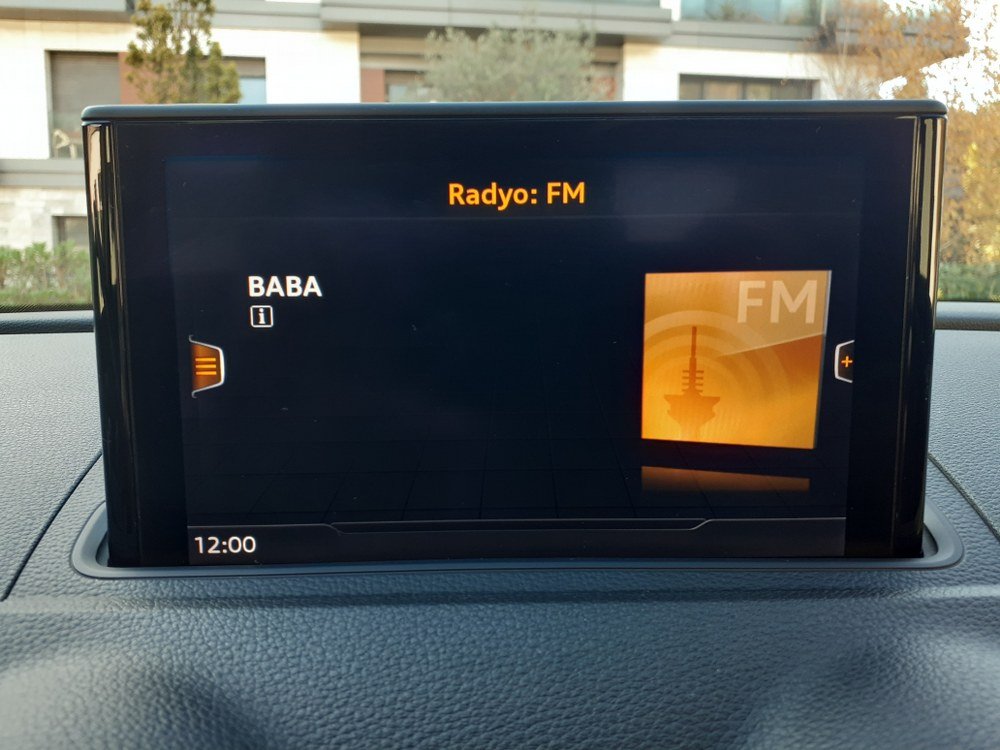 Radyo: FM
BABA
i
FM
+
12:00